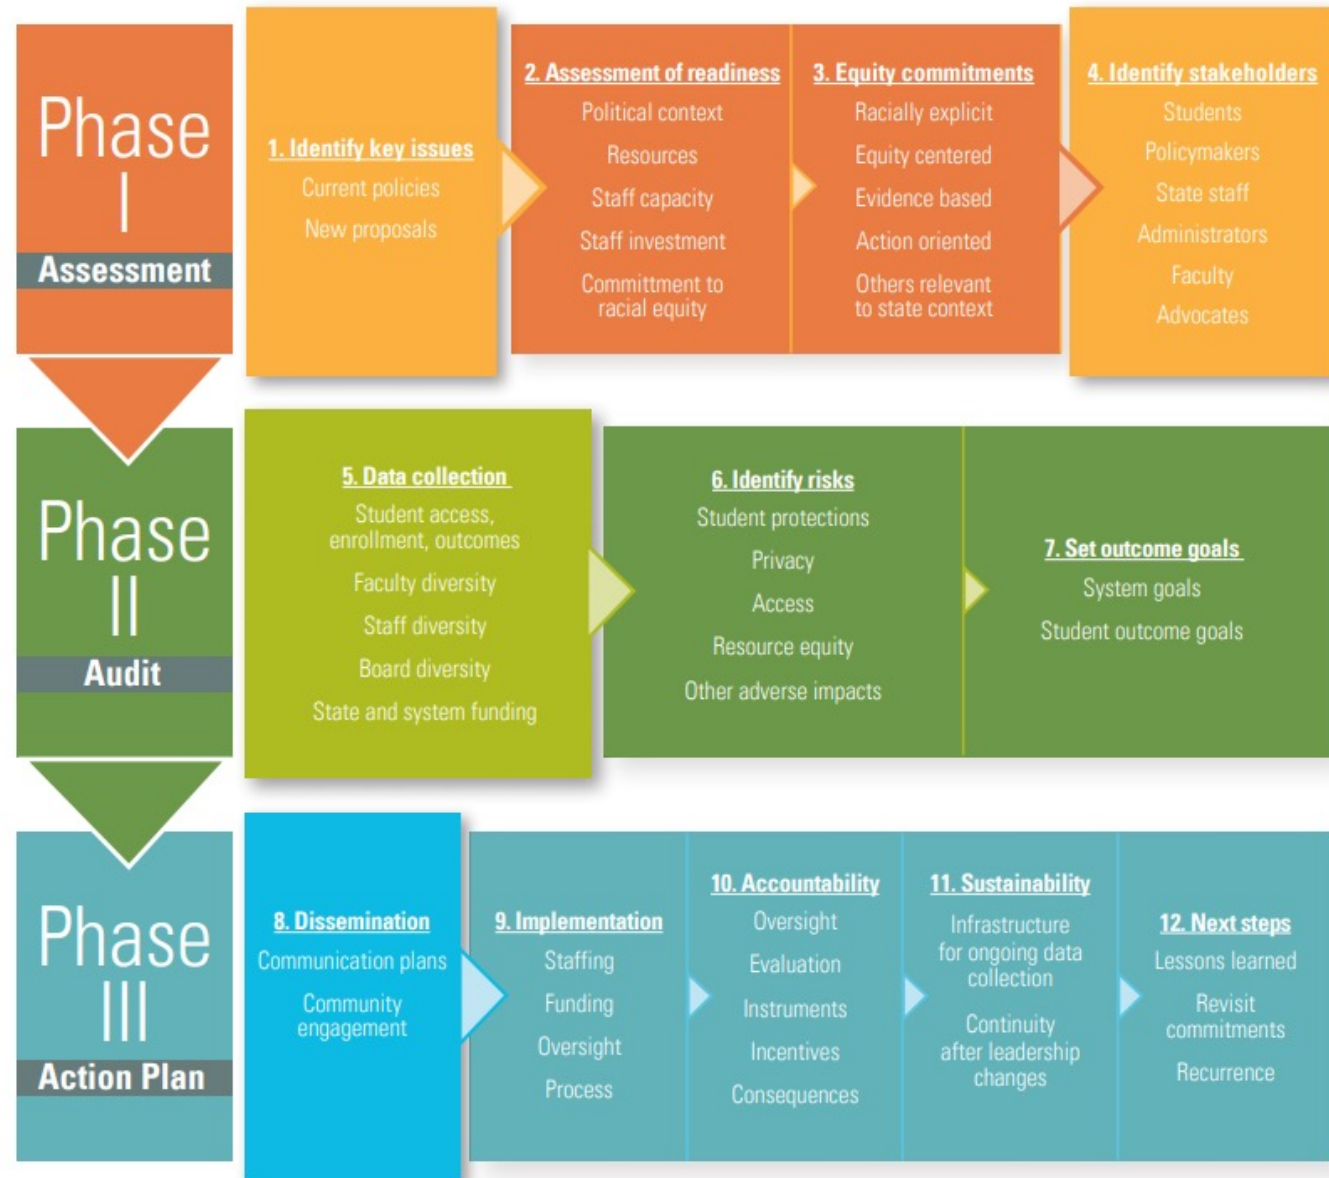 Phase
I
Assessment
1. Identify key issues
Current policies
New proposals
2. Assessment of readiness
Political context
Resources
Staff capacity
Staff investment
Committment to
racial equity
3. Equity commitments
Racially explicit
Equity centered
Evidence based
Action oriented
Others relevant
to state context
4. Identify stakeholders
Students
Policymakers
State staff
Administrators
Faculty
Advocates
Phase
II
Audit
5. Data collection
Student access,
enrollment, outcomes
Faculty diversity
Staff diversity
Board diversity
State and system funding
6. Identify risks
Student protections
Privacy
Access
Resource equity
Other adverse impacts
7. Set outcome goals
System goals
Student outcome goals
Phase
III
Action Plan
8. Dissemination
Communication plans
Community
engagement
9. Implementation
Staffing
Funding
Oversight
Process
10. Accountability
Oversight
Evaluation
Instruments
Incentives
Consequences
11. Sustainability
Infrastructure
for ongoing data
collection
Continuity
after leadership
changes
12. Next steps
Lessons learned
Revisit
commitments
Recurrence